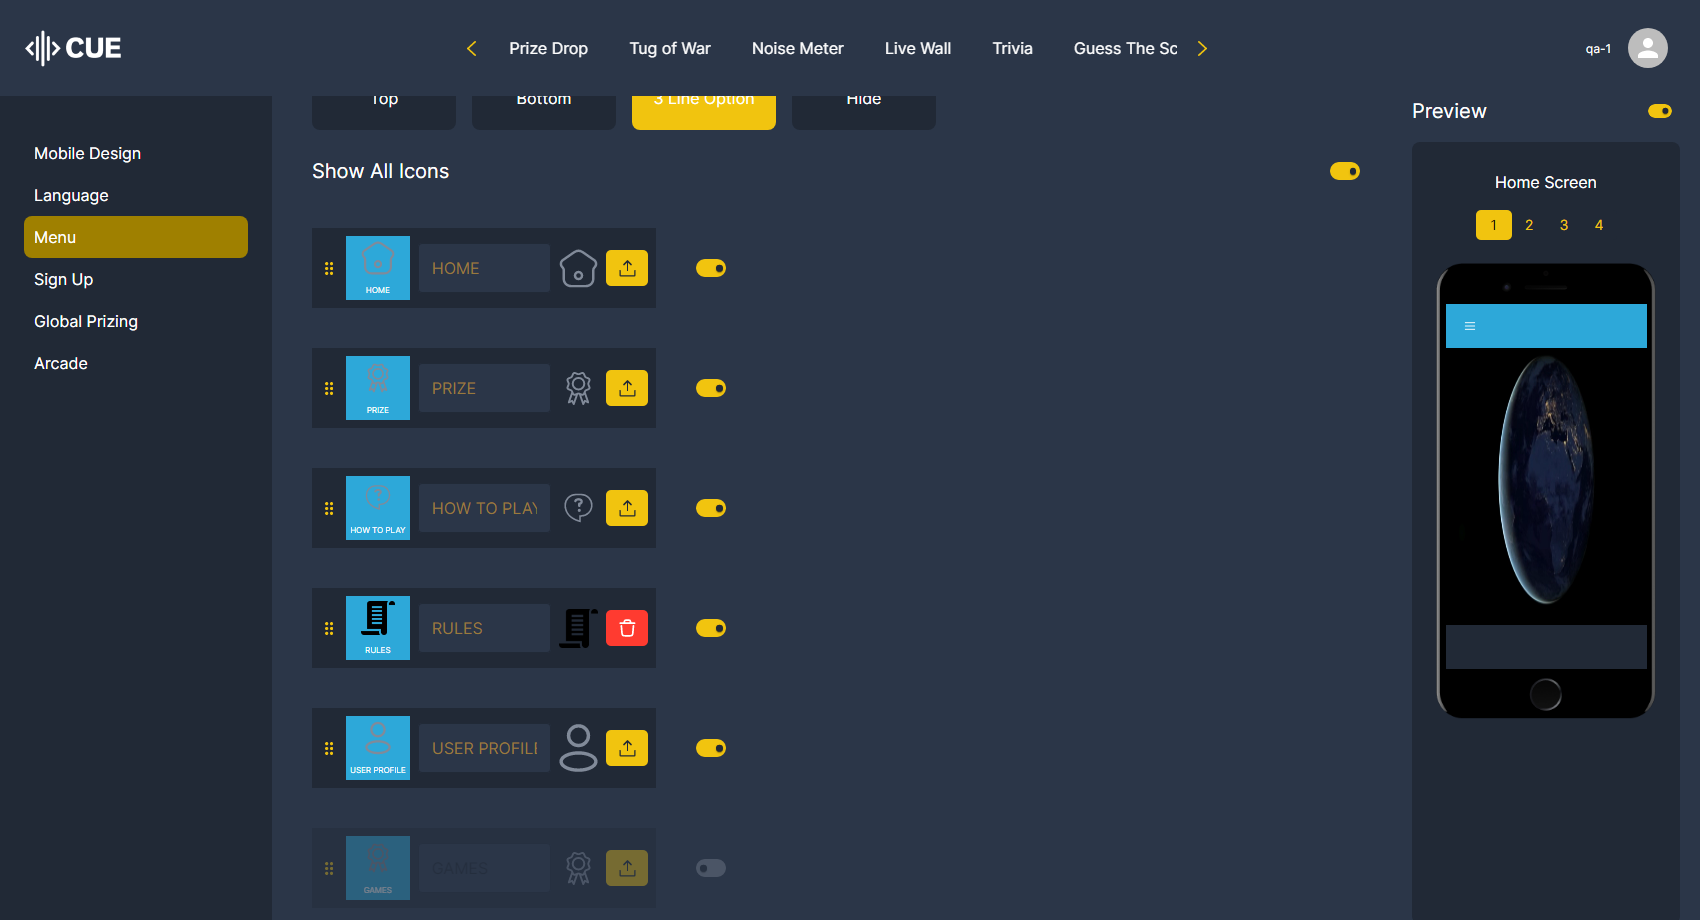 CUE
Prize Drop
Tug of War
Noise Meter
Live Wall
Trivia
Guess The Sc
qa-1
Mobile Design
Language
Menu
Sign Up
Global Prizing
Arcade
Top
Bottom
3 Line Option
Hide
Show All Icons
HOME
HOME
PRIZE
PRIZE
HOW TO PLAY
HOW TO PLAY
RULES
RULES
USER PROFILE
USER PROFILE
GAMES
GAMES
Preview
Home Screen
1 2 3 4